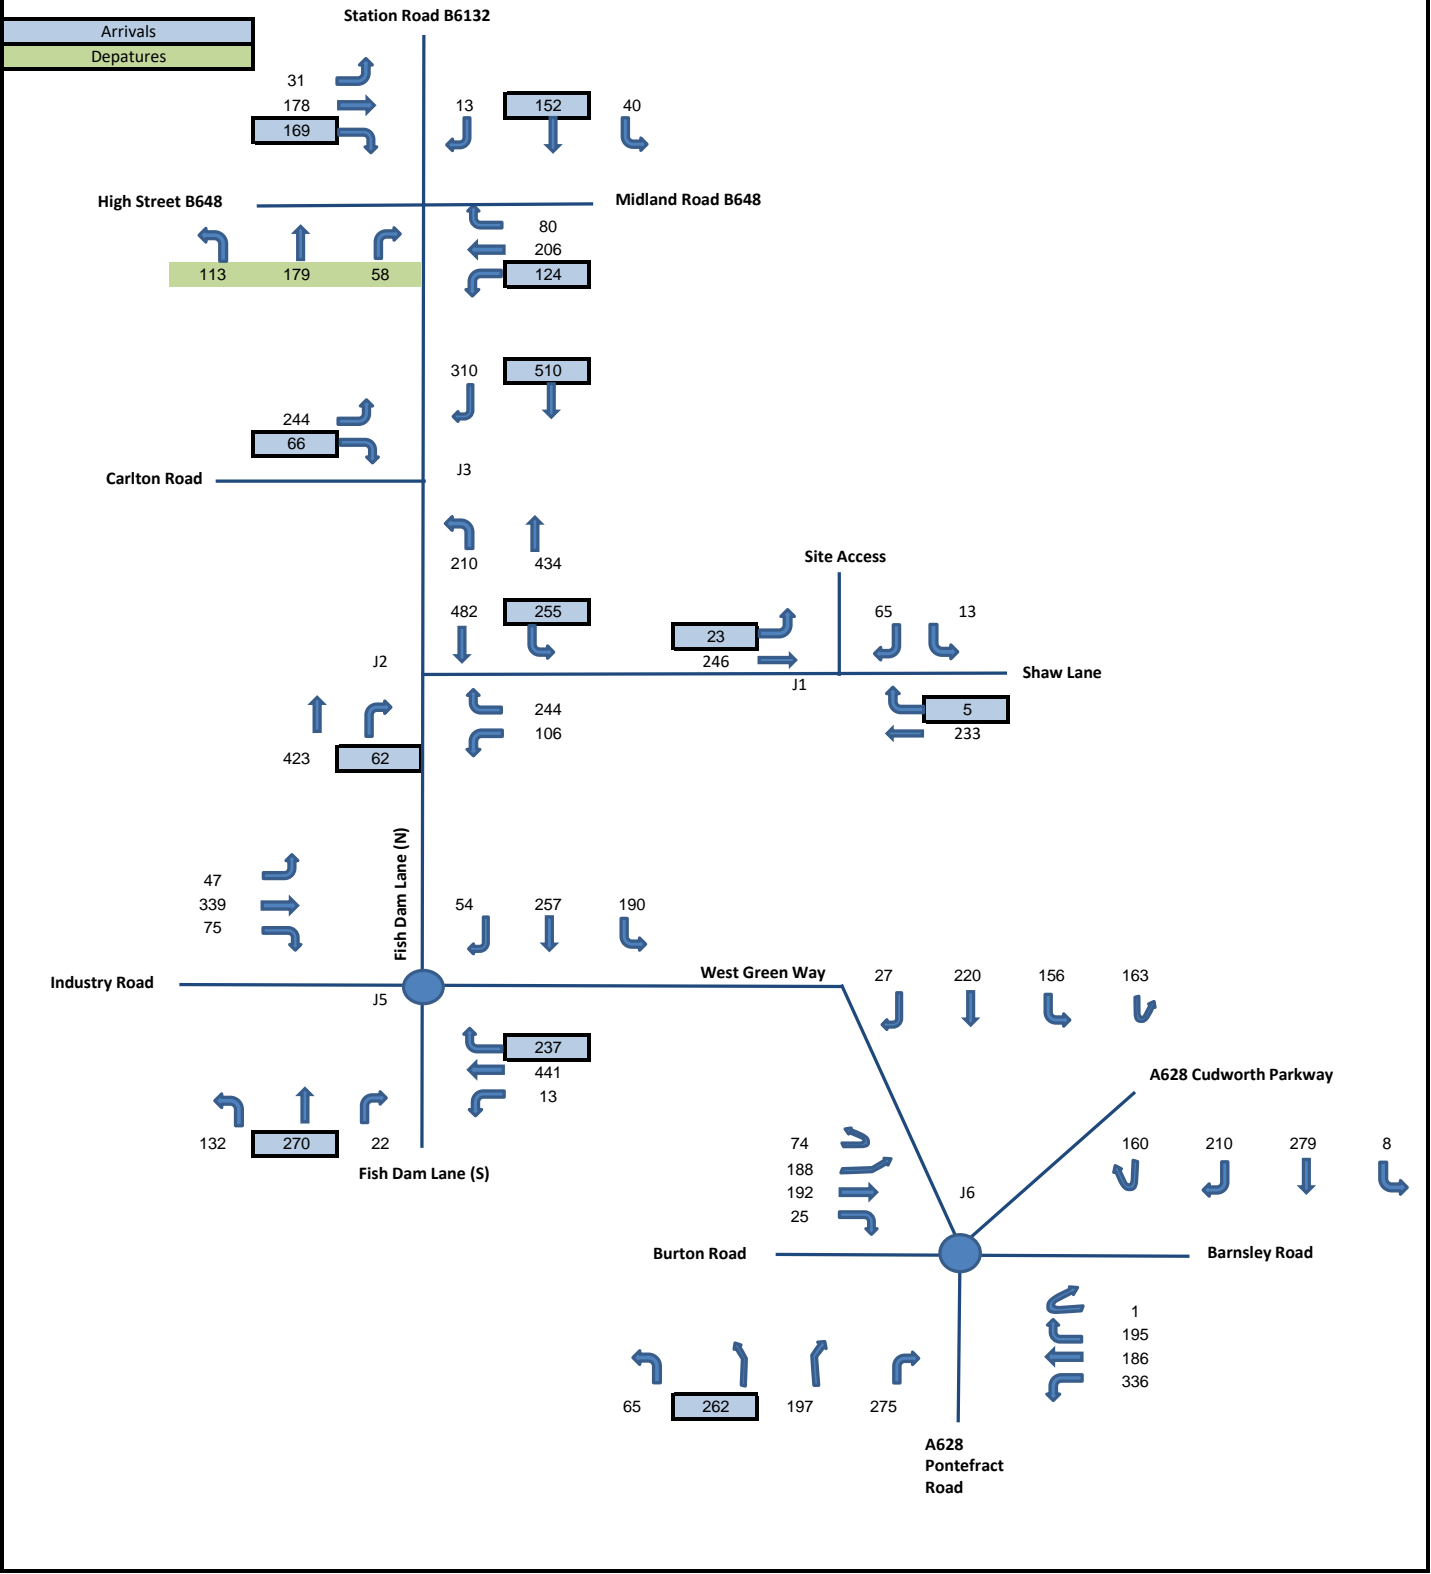 Station Road B6132
Arrivals
Depatures
31
178
169
13 152 40
High Street B648
Midland Road B648
80
206
124
113 179 58
310 510
244
66
J3
Carlton Road
210 434
Site Access
482 255
23
246
65 13
J2
Shaw Lane
J1
244
106
5
233
423 62
Fish Dam Lane (N)
47
339
75
54 257 190
West Green Way
27 220 156 163
Industry Road
J5
237
441
13
A628 Cudworth Parkway
132 270 22
Fish Dam Lane (S)
74
188
192
25
160 210 279 8
J6
Burton Road
Barnsley Road
1
195
186
336
65 262 197 275
A628
Pontefract
Road